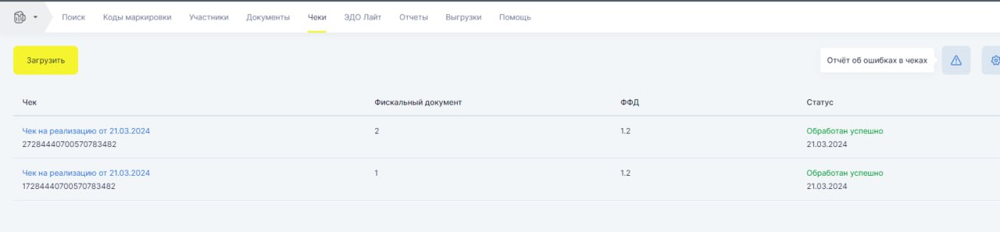 Поиск Коды маркировки Участники Документы Чеки ЭДО Лайт Отчеты Выгрузки Помощь
Загрузить Отчёт об ошибках в чеках
Чек Фискальный документ ФФД Статус
Чек на реализацию от 21.03.2024 2 1.2 Обработан успешно
27284440700570783482 21.03.2024
Чек на реализацию от 21.03.2024 1 1.2 Обработан успешно
17284440700570783482 21.03.2024